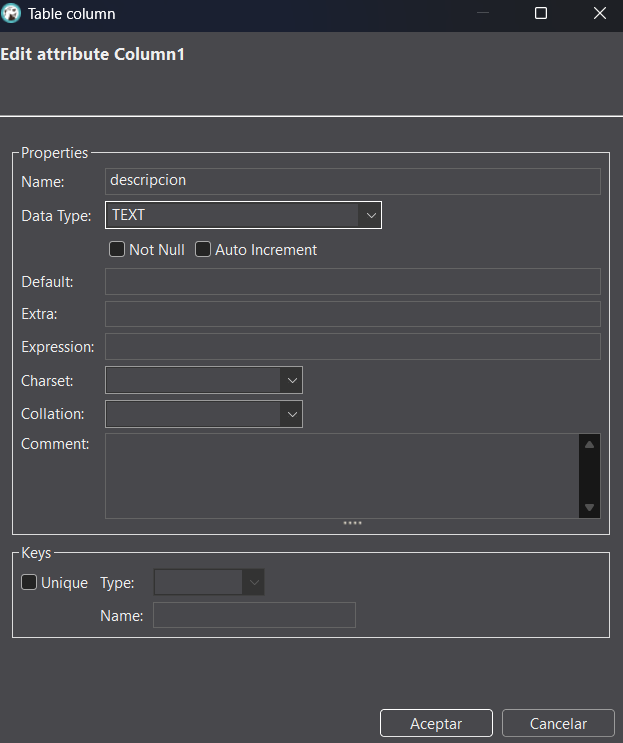 Table column
Edit attribute Column1
Properties
Name: descripcion
Data Type: TEXT
Not Null Auto Increment
Default:
Extra:
Expression:
Charset:
Collation:
Comment:
Keys
Unique Type:
Name:
Aceptar Cancelar